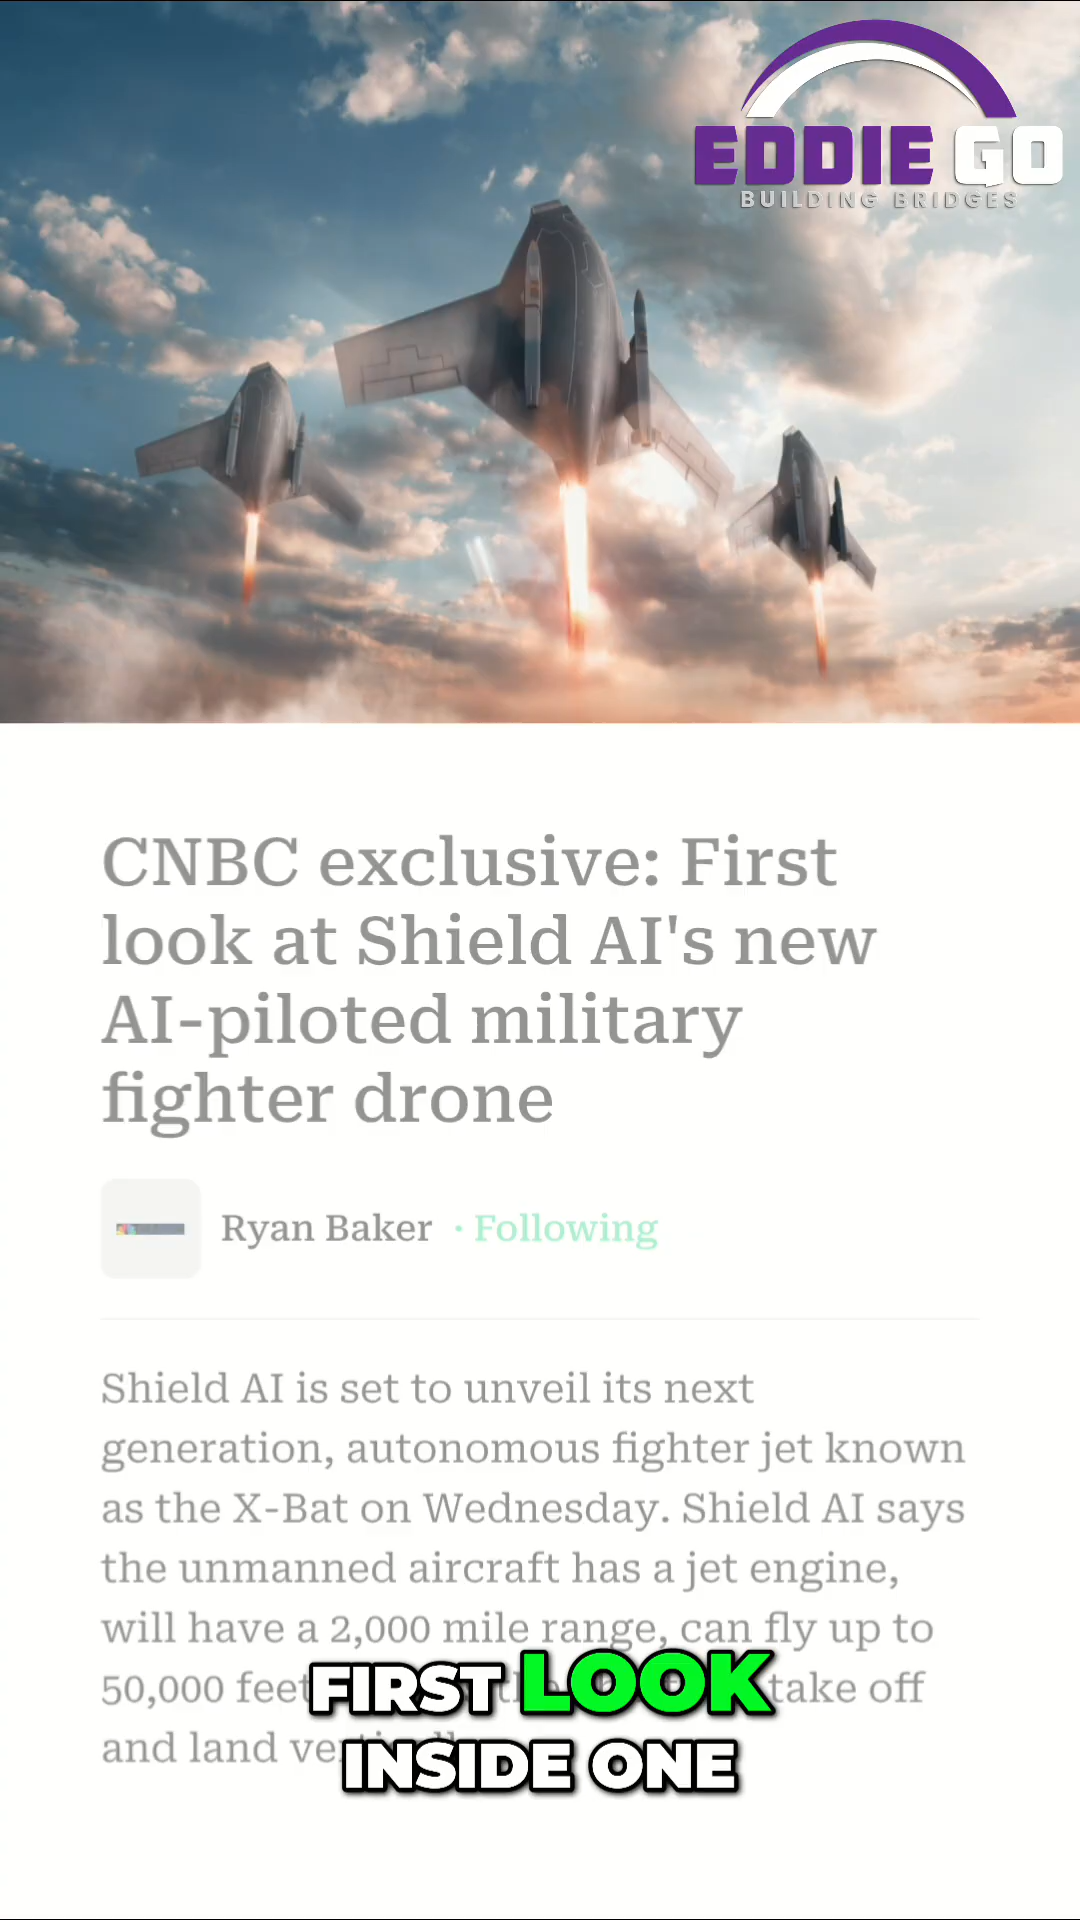 EDDIE GO
BUILDING BRIDGES
CNBC exclusive: First
look at Shield AI's new
AI-piloted military
fighter drone
Ryan Baker · Following
Shield AI is set to unveil its next
generation, autonomous fighter jet known
as the X-Bat on Wednesday. Shield AI says
the unmanned aircraft has a jet engine,
will have a 2,000 mile range, can fly up to
50,000 feet take off
and land
FIRST LOOK
INSIDE ONE